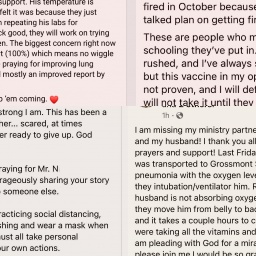 support. His temperature is
felt it was because they just
n repeating his labs for
ck good, they will work on trying
en. The biggest concern right now
t (100%) which means no wiggle
praying for improving lung
mostly an improved report by
o 'em coming. ❤️
fired in October because
talked plan on getting fir
These are people who m
schooling they've put in.
rushed, and I've always s
but this vaccine in my op
not proven, and I will def
will not take it until they
strong I am. This has been a
her... scared, at times
er ready to give up. God
raying for Mr. N
rageously sharing your story
o someone else.
racticing social distancing,
shing and wear a mask when
ust all take personal
ur own actions.
1h ·
I am missing my ministry partne
and my husband! I thank you all
prayers and support! Last Friday
was transported to Grossmont S
pneumonia with the oxygen leve
they intubation/ventilator him. R
husband is not absorbing oxyge
they move him from belly to bac
and it takes a couple hours to c
were taking all the vitamins and
am pleading with God for a mira
please join me I would be so gra